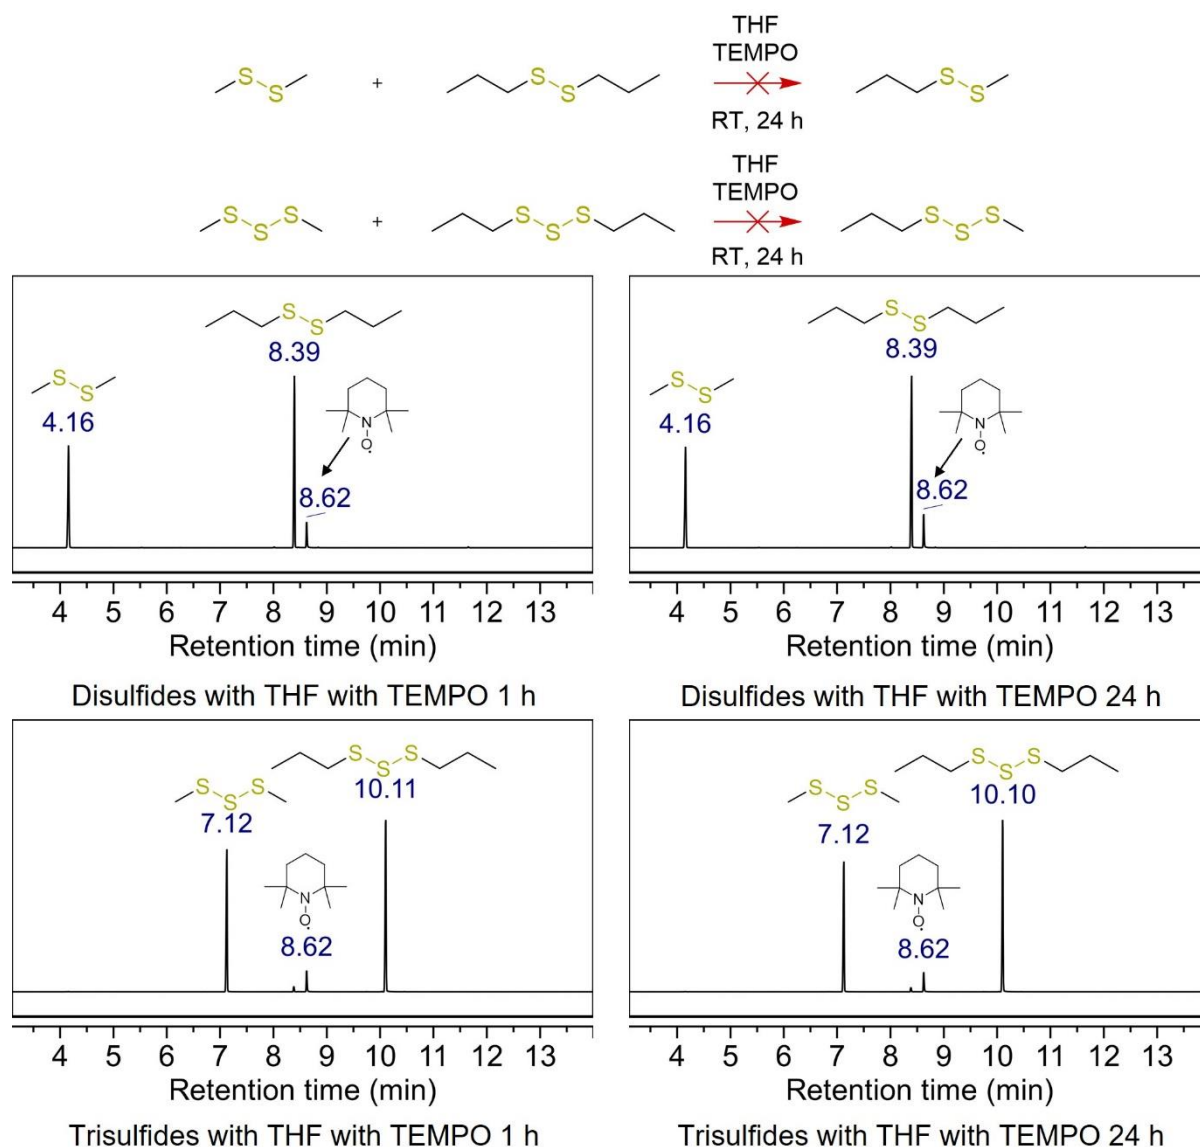 THF
TEMPO
S
S
+
S
S
S
S
RT, 24 h
THF
TEMPO
S S
S
+
S S
S
S S
S
RT, 24 h
S
S
8.39
S
S
4.16
N
O
8.62
4 5 6 7 8 9 10 11 12 13
Retention time (min)
Disulfides with THF with TEMPO 1 h
S
S
8.39
S
S
4.16
N
O
8.62
4 5 6 7 8 9 10 11 12 13
Retention time (min)
Disulfides with THF with TEMPO 24 h
S S
S
10.11
S S
S
7.12
N
O
8.62
4 5 6 7 8 9 10 11 12 13
Retention time (min)
Trisulfides with THF with TEMPO 1 h
S S
S
10.10
S S
S
7.12
N
O
8.62
4 5 6 7 8 9 10 11 12 13
Retention time (min)
Trisulfides with THF with TEMPO 24 h